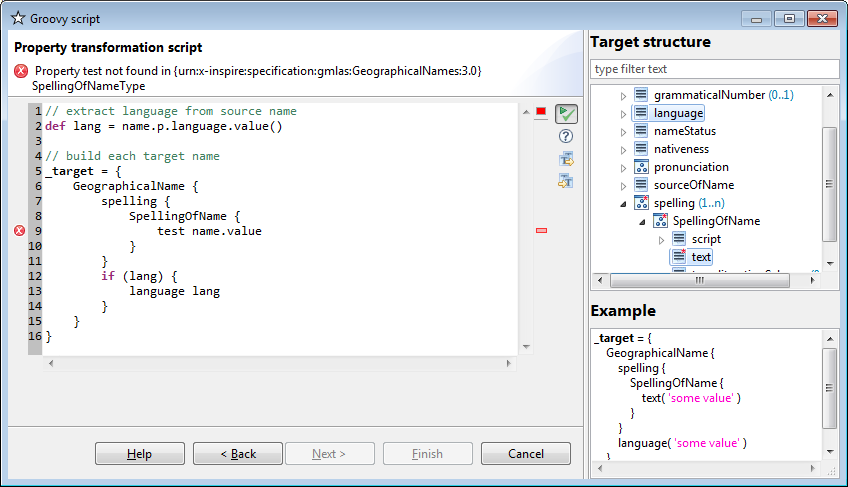 Groovy script
Property transformation script
Property test not found in {urn:x-inspire:specification:gmlas:GeographicalNames:3.0}
SpellingOfNameType
1 // extract language from source name
2 def lang = name.p.language.value()
3
4 // build each target name
5 _target = {
6 GeographicalName {
7 spelling {
8 SpellingOfName {
9 test name.value
10 }
11 }
12 if (lang) {
13 language lang
14 }
15 }
16 }
Help
< Back
Next >
Finish
Cancel
Target structure
type filter text
grammaticalNumber (0..1)
language
nameStatus
nativeness
pronunciation
sourceOfName
spelling (1..n)
SpellingOfName
script
text
Example
_target = {
GeographicalName {
spelling {
SpellingOfName {
text( 'some value' )
}
}
language( 'some value' )
}